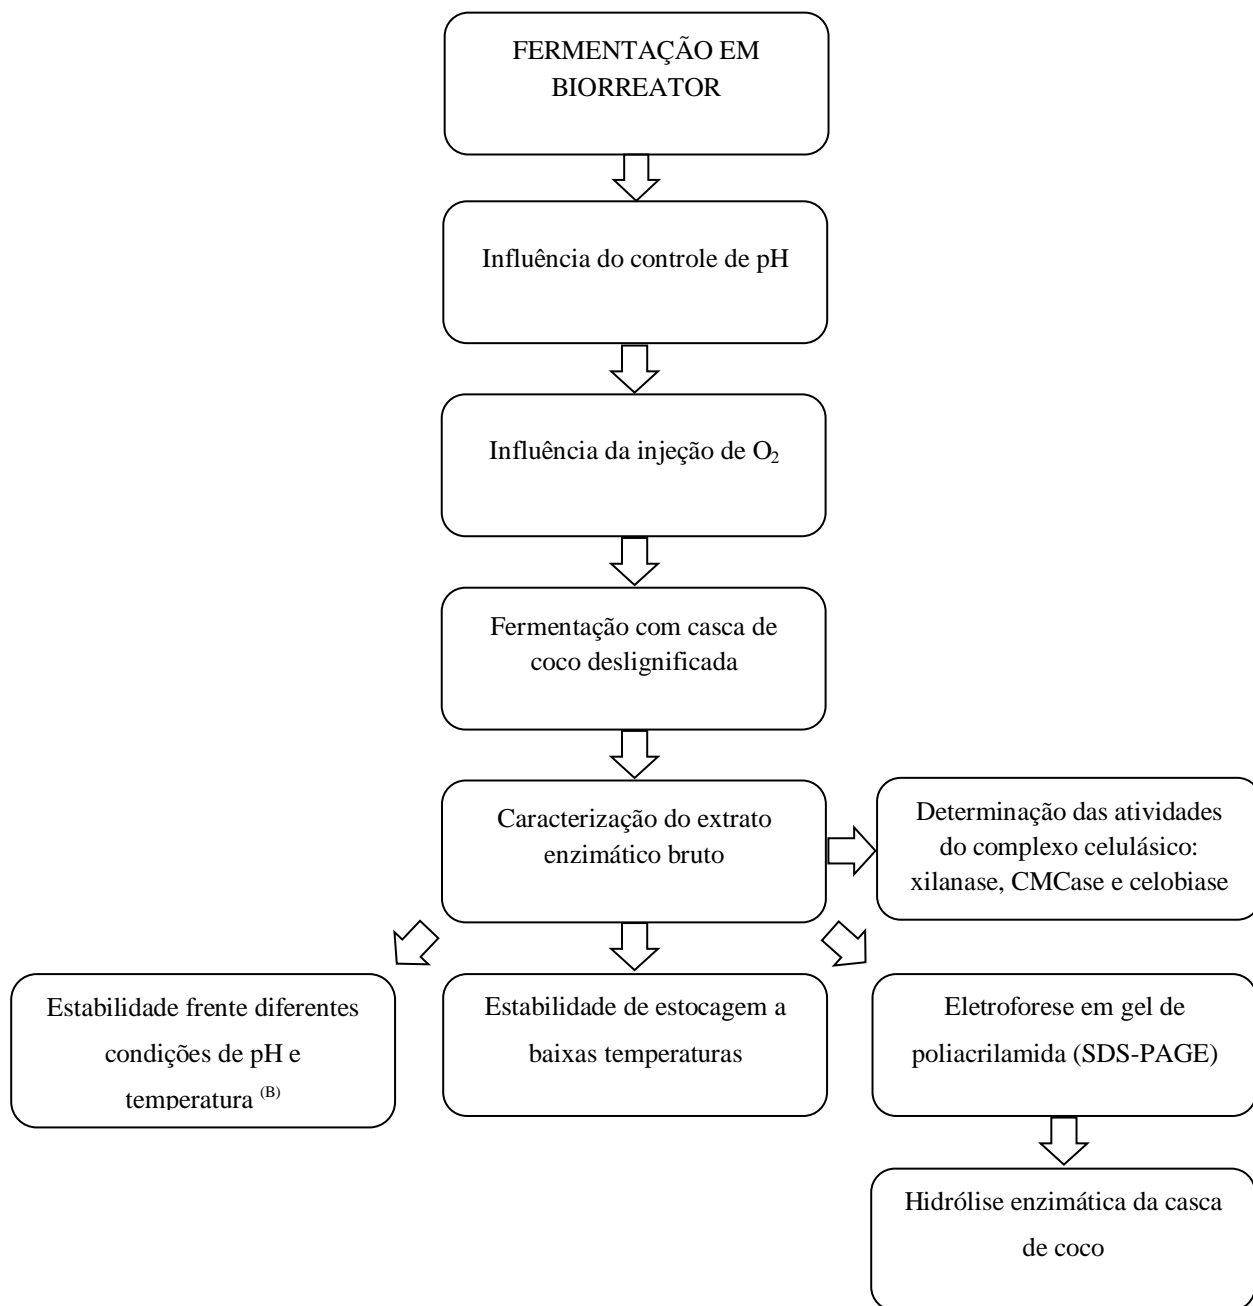 FERMENTAÇÃO EM
BIORREATOR
Influência do controle de pH
Influência da injeção de O₂
Fermentação com casca de
coco deslignificada
Caracterização do extrato
enzimático bruto
Determinação das atividades
do complexo celulásico:
xilanase, CMCase e celobiase
Estabilidade frente diferentes
condições de pH e
temperatura (B)
Estabilidade de estocagem a
baixas temperaturas
Eletroforese em gel de
poliacrilamida (SDS-PAGE)
Hidrólise enzimática da casca
de coco